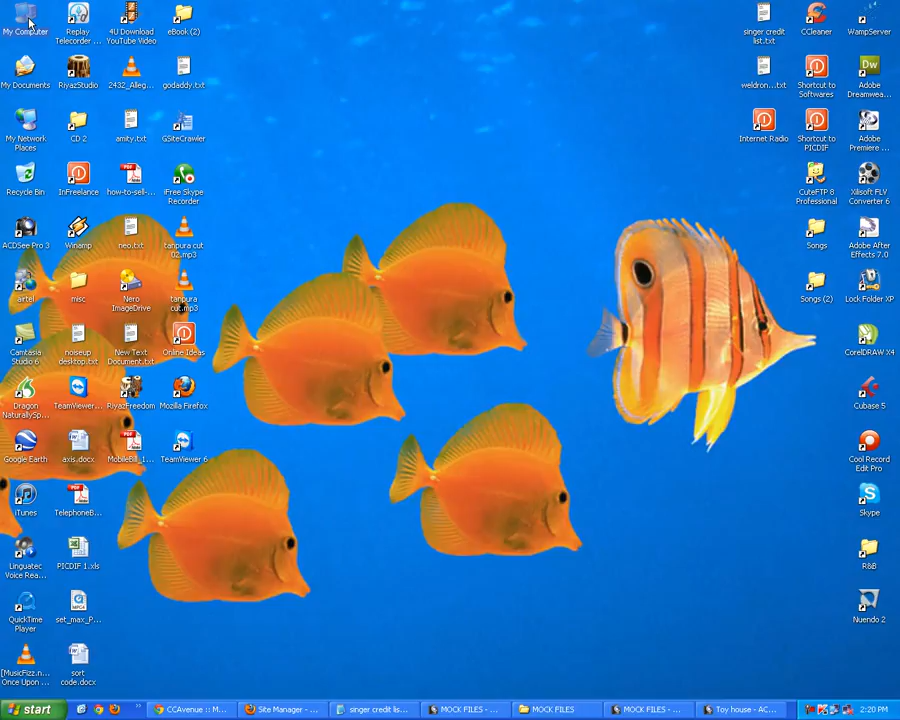 My Computer
Replay
Telecorder ...
4U Download
YouTube Video
eBook (2)
singer credit
list.txt
CCleaner
WampServer
My Documents
RiyazStudio
2432_Alleg...
godaddy.txt
weldron....txt
Shortcut to
Softwares
Adobe
Dreamwea...
My Network
Places
CD 2
amity.txt
GSiteCrawler
Internet Radio
Shortcut to
PICDIF
Adobe
Premiere ...
Recycle Bin
InFreelance
how-to-sell-...
iFree Skype
Recorder
CuteFTP 8
Professional
Xilisoft FLV
Converter 6
ACDSee Pro 3
Winamp
neo.txt
tanpura cut
02.mp3
Songs
Adobe After
Effects 7.0
airtel
misc
Nero
ImageDrive
tanpura
cut.mp3
Songs (2)
Lock Folder XP
Camtasia
Studio 6
noiseup
desktop.txt
New Text
Document.txt
Online Ideas
CorelDRAW X4
Dragon
NaturallySp...
TeamViewer...
RiyazFreedom
Mozilla Firefox
Cubase 5
Google Earth
axis.docx
MobileBill_1...
TeamViewer 6
Cool Record
Edit Pro
iTunes
TelephoneB...
Skype
Linguatec
Voice Rea...
PICDIF 1.xls
R&B
QuickTime
Player
set_max_P...
Nuendo 2
[MusicFizz.n...
Once Upon ...
sort
code.docx
start
CCAvenue :: M...
Site Manager - ...
singer credit lis...
MOCK FILES - ...
MOCK FILES
MOCK FILES - ...
Toy house - AC...
2:20 PM